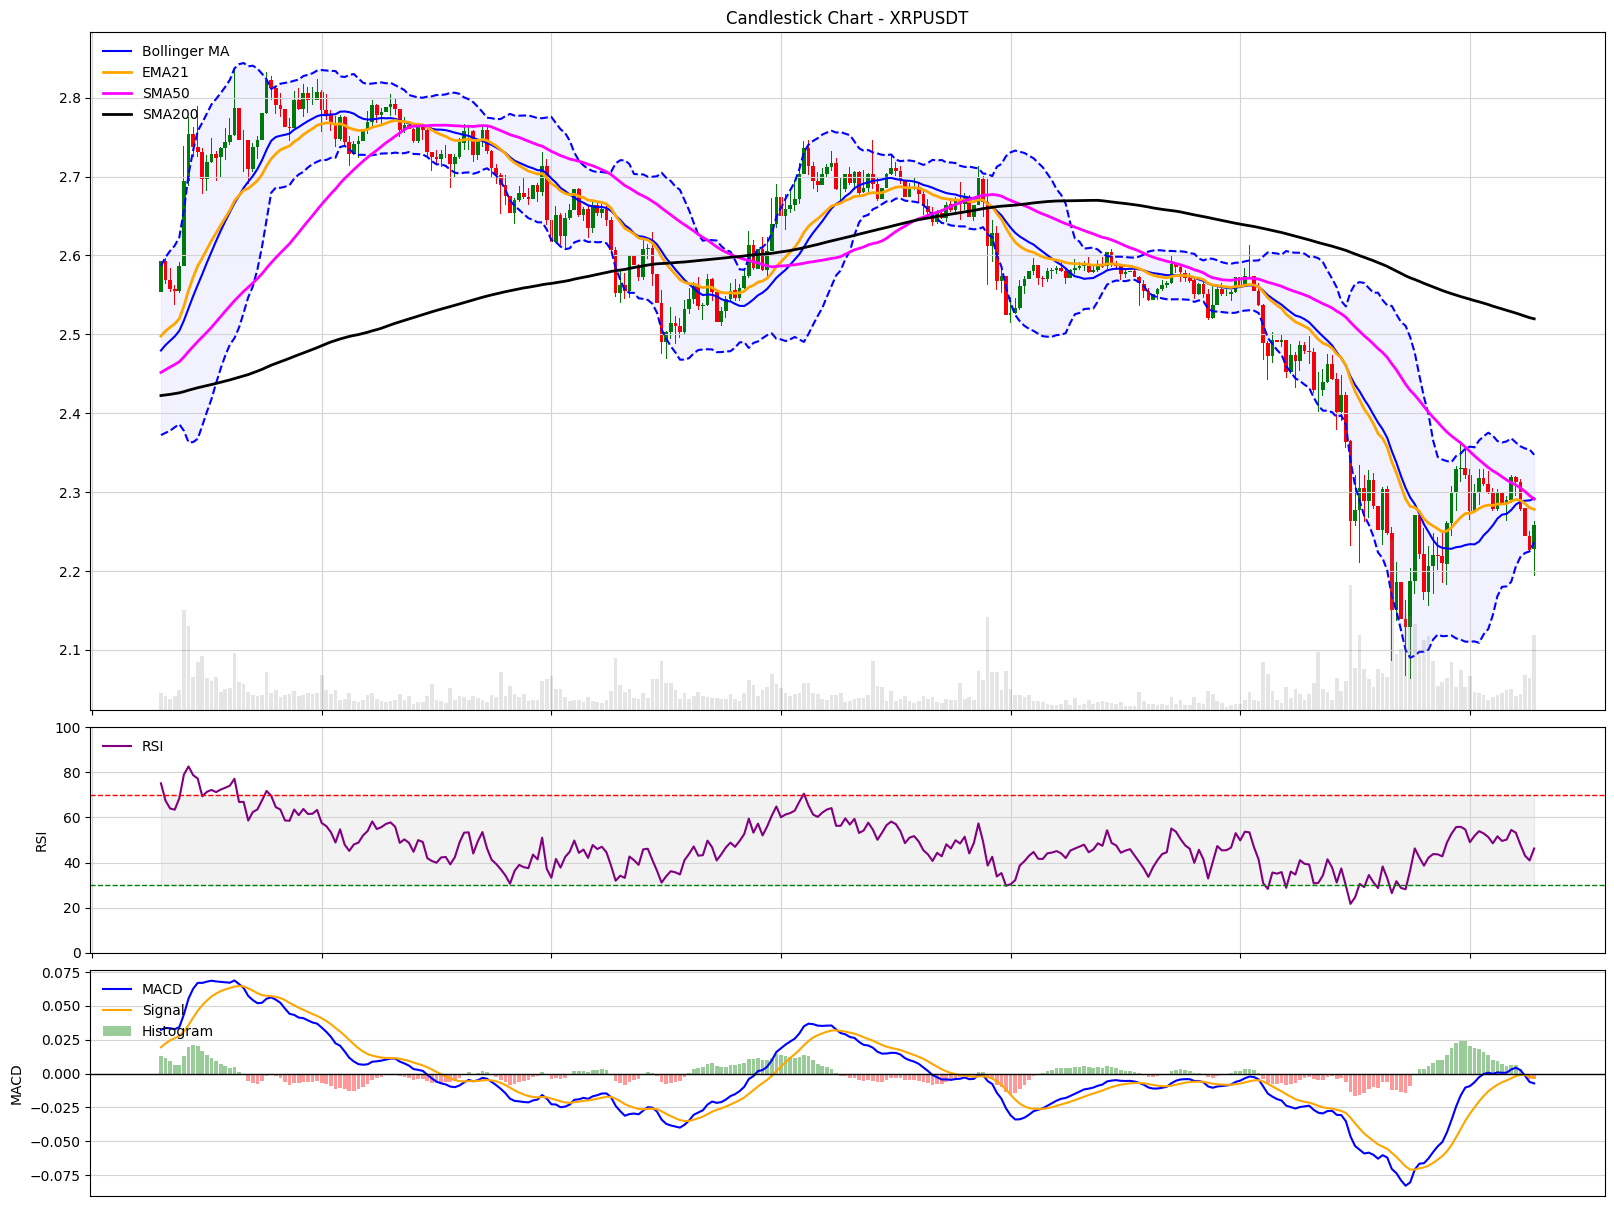 Candlestick Chart - XRPUSDT
Bollinger MA
EMA21
SMA50
SMA200
2.8
2.7
2.6
2.5
2.4
2.3
2.2
2.1
RSI
RSI
100
80
60
40
20
0
MACD
MACD
Signal
Histogram
0.075
0.050
0.025
0.000
−0.025
−0.050
−0.075